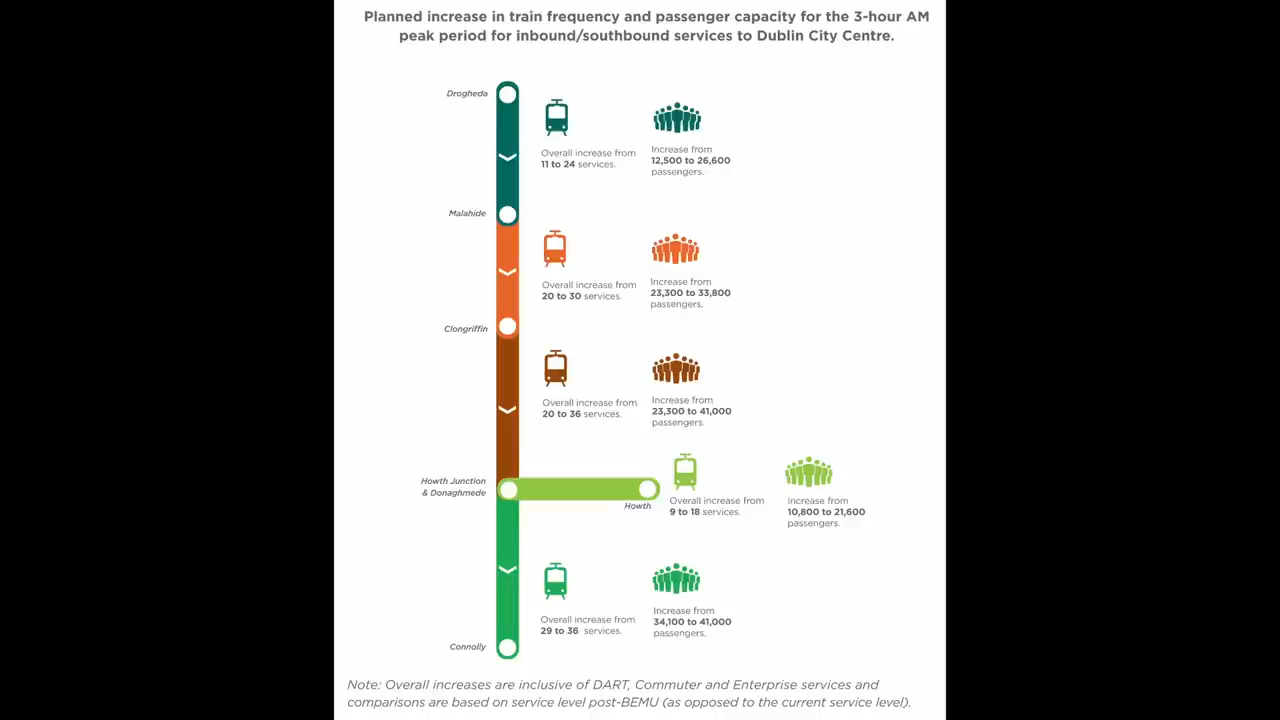 Planned increase in train frequency and passenger capacity for the 3-hour AM
peak period for inbound/southbound services to Dublin City Centre.
Drogheda
Overall increase from
11 to 24 services.
Increase from
12,500 to 26,600
passengers.
Malahide
Overall increase from
20 to 30 services.
Increase from
23,300 to 33,800
passengers.
Clongriffin
Overall increase from
20 to 36 services.
Increase from
23,300 to 41,000
passengers.
Howth Junction
& Donaghmede
Howth
Overall increase from
9 to 18 services.
Increase from
10,800 to 21,600
passengers.
Overall increase from
29 to 36 services.
Increase from
34,100 to 41,000
passengers.
Connolly
Note: Overall increases are inclusive of DART, Commuter and Enterprise services and
comparisons are based on service level post-BEMU (as opposed to the current service level).